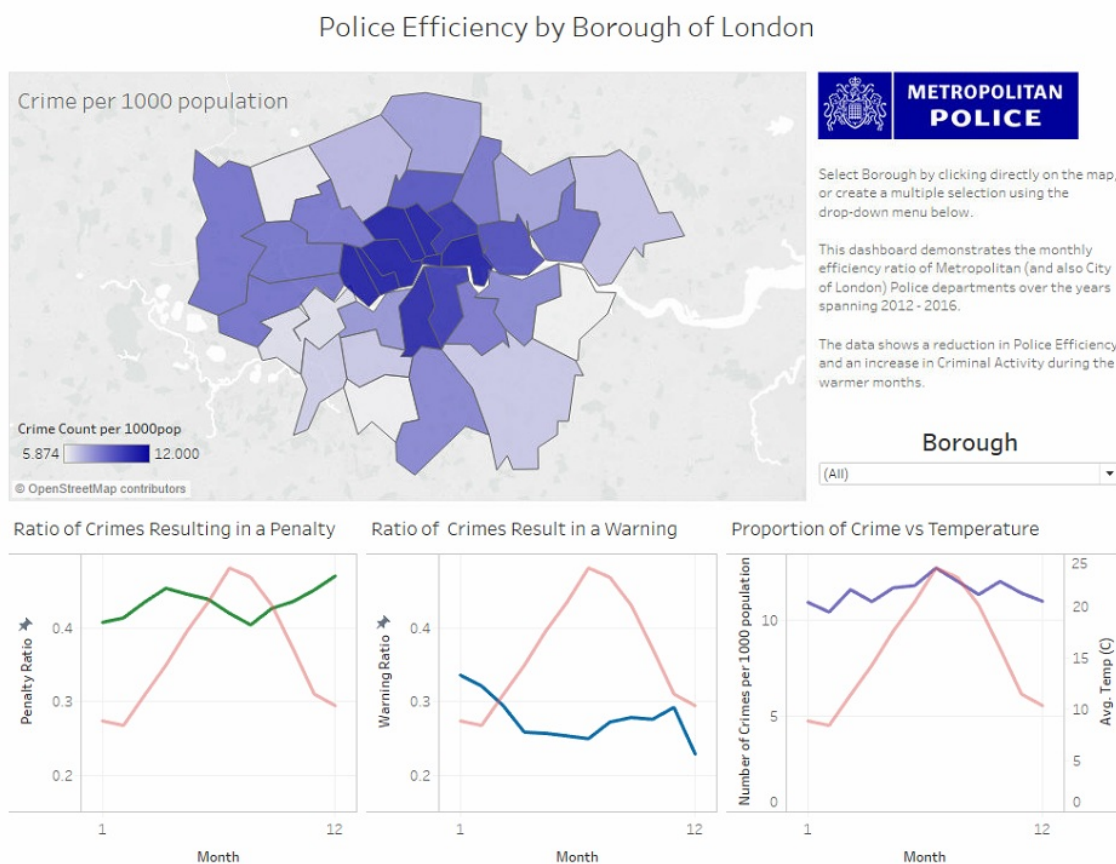 Police Efficiency by Borough of London
Crime per 1000 population
Crime Count per 1000pop
5.874 12.000
© OpenStreetMap contributors
METROPOLITAN
POLICE
Select Borough by clicking directly on the map,
or create a multiple selection using the
drop-down menu below.
This dashboard demonstrates the monthly
efficiency ratio of Metropolitan (and also City
of London) Police departments over the years
spanning 2012 - 2016.
The data shows a reduction in Police Efficiency
and an increase in Criminal Activity during the
warmer months.
Borough
(All)
Ratio of Crimes Resulting in a Penalty
Penalty Ratio
0.4
0.3
0.2
1 12
Month
Ratio of Crimes Result in a Warning
Warning Ratio
0.4
0.3
0.2
1 12
Month
Proportion of Crime vs Temperature
Number of Crimes per 1000 population
10
5
0
25
20
15
10
5
0
Avg. Temp (C)
1 12
Month